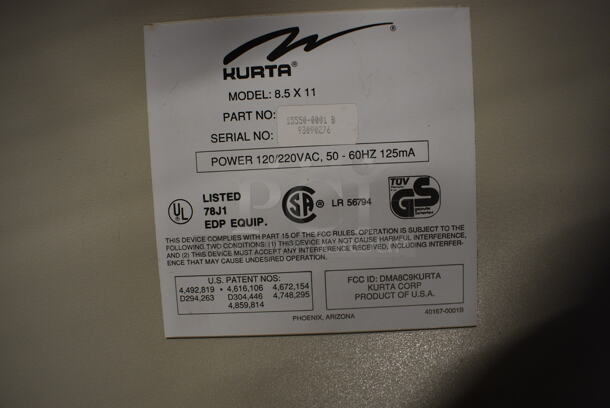 KURTA®
®
MODEL: 8.5 X 11
PART NO: 15550-0001 B
SERIAL NO: 93090276
POWER 120/220VAC, 50 - 60HZ 125mA
UL
LISTED
78J1
EDP EQUIP.
SA ® LR 56794
TUV
GS
THIS DEVICE COMPLIES WITH PART 15 OF THE FCC RULES. OPERATION IS SUBJECT TO THE
FOLLOWING TWO CONDITIONS: (1) THIS DEVICE MAY NOT CAUSE HARMFUL INTERFERENCE,
AND (2) THIS DEVICE MUST ACCEPT ANY INTERFERENCE RECEIVED, INCLUDING INTERFER-
ENCE THAT MAY CAUSE UNDESIRED OPERATION.
U.S. PATENT NOS:
4,492,819 • 4,616,106 4,672,154
D294,263 D304,446 4,748,295
4,859,814
FCC ID: DMA8C9KURTA
KURTA CORP
PRODUCT OF U.S.A.
PHOENIX, ARIZONA
40167-0001B